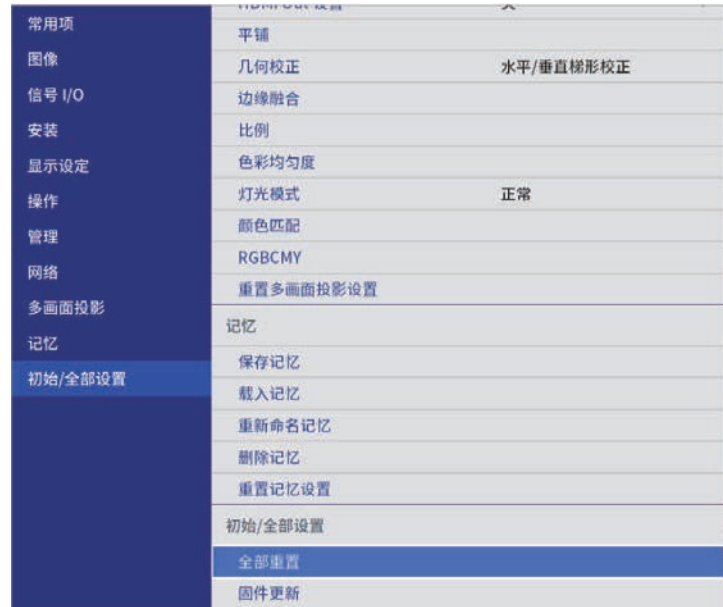 常用项
图像
信号 I/O
安装
显示设定
操作
管理
网络
多画面投影
记忆
初始/全部设置
平铺
几何校正 水平/垂直梯形校正
边缘融合
比例
色彩均匀度
灯光模式 正常
颜色匹配
RGBCMY
重置多画面投影设置
记忆
保存记忆
载入记忆
重新命名记忆
删除记忆
重置记忆设置
初始/全部设置
全部重置
固件更新